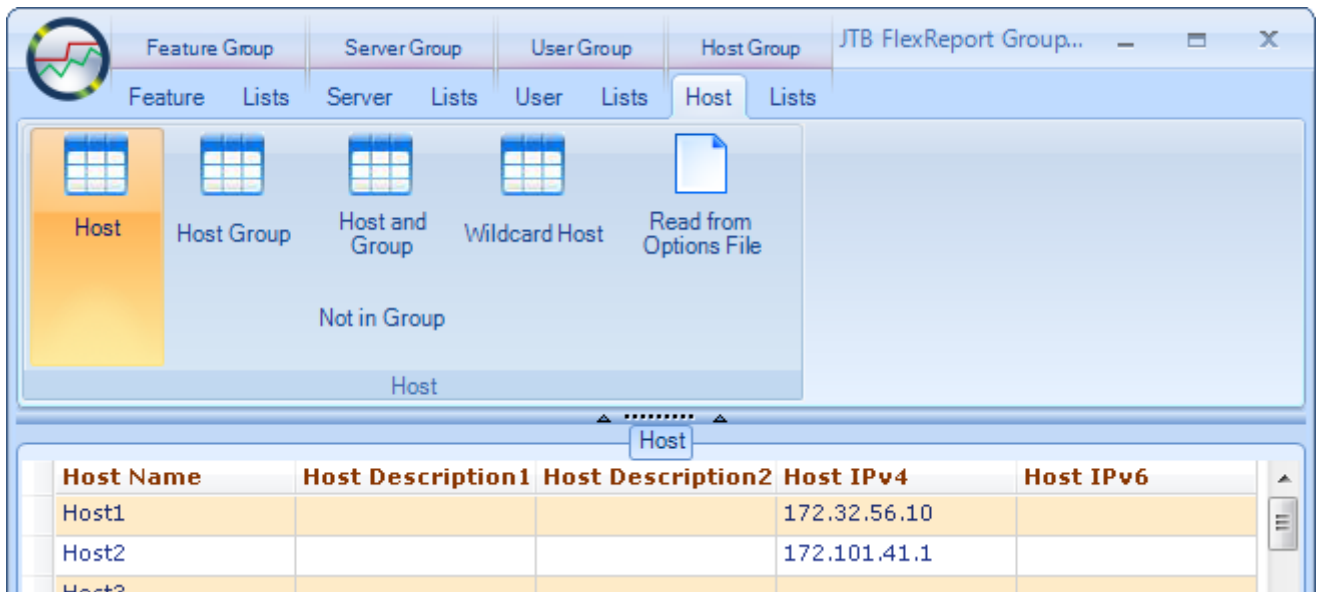 Feature Group Server Group User Group Host Group JTB FlexReport Group...
Feature Lists Server Lists User Lists Host Lists
Host
Host Group
Host and
Group
Wildcard Host
Read from
Options File
Not in Group
Host
Host
Host Name Host Description1 Host Description2 Host IPv4 Host IPv6
Host1 172.32.56.10
Host2 172.101.41.1
Host3